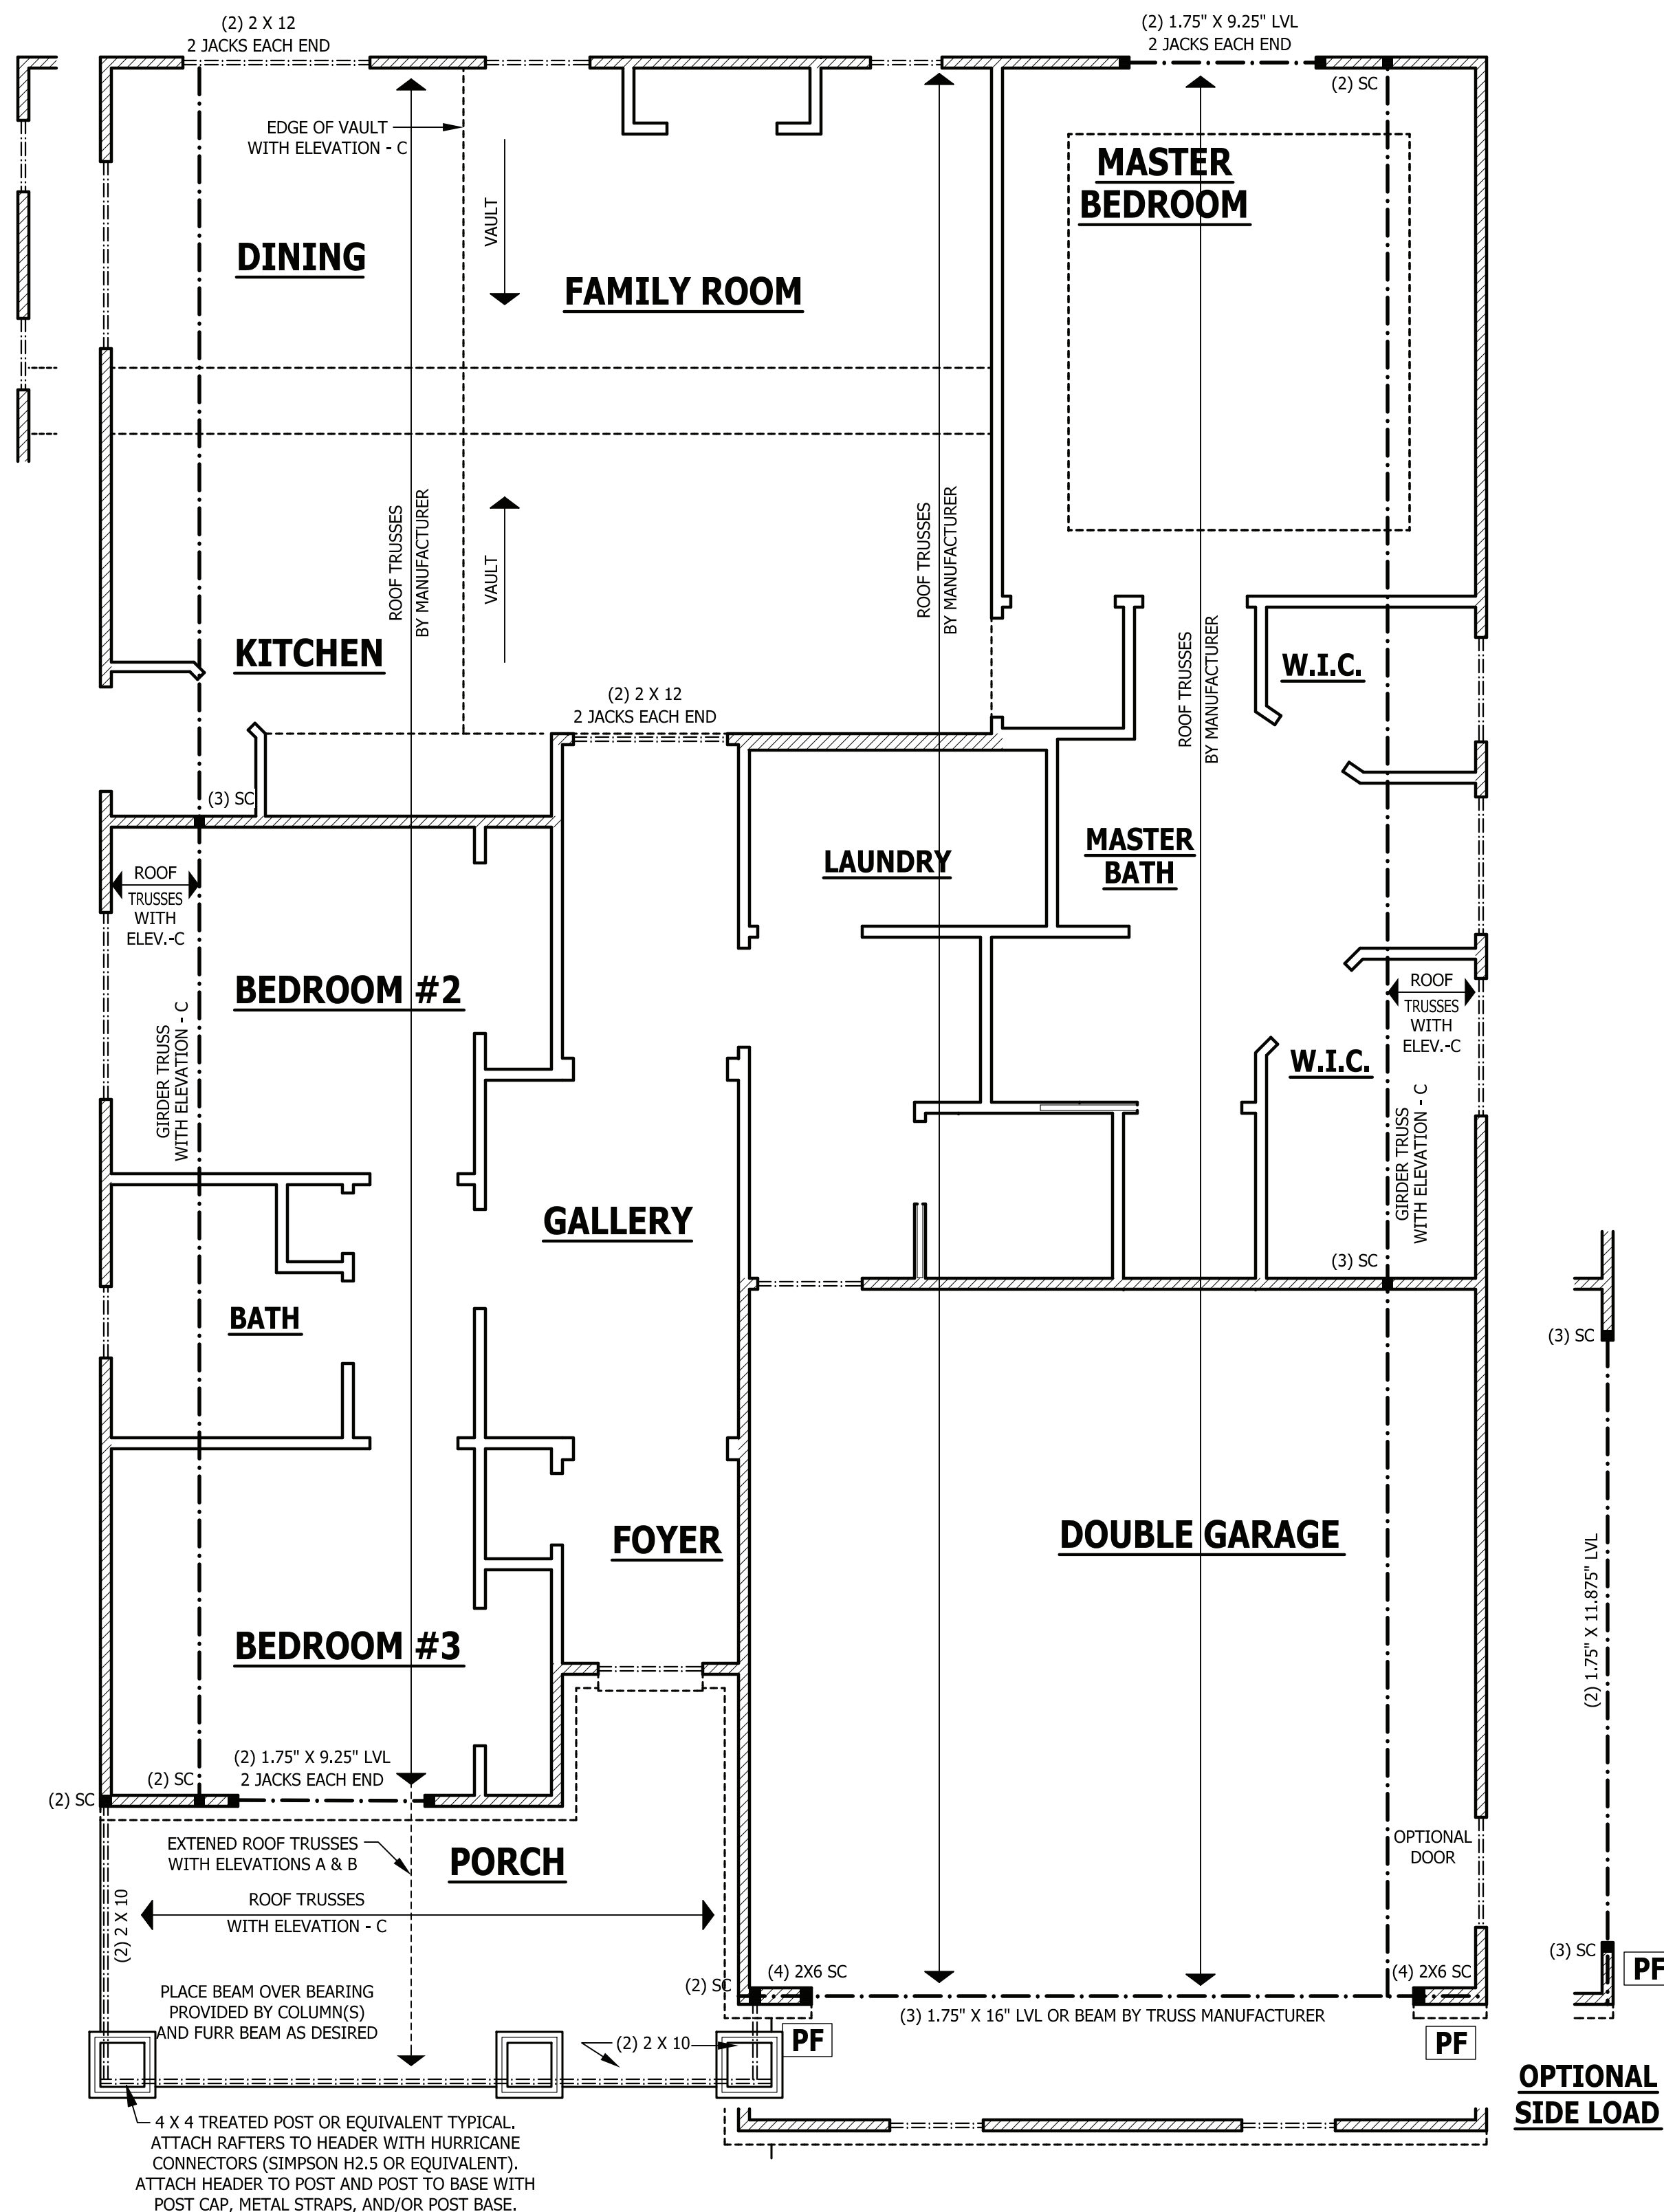 (2) 2 X 12
2 JACKS EACH END
(2) 1.75" X 9.25" LVL
2 JACKS EACH END
(2) SC
EDGE OF VAULT
WITH ELEVATION - C
VAULT
MASTER
BEDROOM
DINING
FAMILY ROOM
ROOF TRUSSES
BY MANUFACTURER
VAULT
ROOF TRUSSES
BY MANUFACTURER
ROOF TRUSSES
BY MANUFACTURER
KITCHEN
W.I.C.
(2) 2 X 12
2 JACKS EACH END
(3) SC
MASTER
BATH
LAUNDRY
ROOF
TRUSSES
WITH
ELEV.-C
BEDROOM #2
ROOF
TRUSSES
WITH
ELEV.-C
GIRDER TRUSS
WITH ELEVATION - C
W.I.C.
GIRDER TRUSS
WITH ELEVATION - C
GALLERY
(3) SC
BATH
(3) SC
FOYER
DOUBLE GARAGE
(2) 1.75" X 11.875" LVL
BEDROOM #3
(2) 1.75" X 9.25" LVL
2 JACKS EACH END
(2) SC
(2) SC
OPTIONAL
DOOR
EXTENED ROOF TRUSSES
WITH ELEVATIONS A & B
PORCH
ROOF TRUSSES
WITH ELEVATION - C
(2) 2 X 10
(3) SC
PF
(2) SC
(4) 2X6 SC
(4) 2X6 SC
PLACE BEAM OVER BEARING
PROVIDED BY COLUMN(S)
AND FURR BEAM AS DESIRED
(3) 1.75" X 16" LVL OR BEAM BY TRUSS MANUFACTURER
(2) 2 X 10
PF
PF
OPTIONAL
SIDE LOAD
4 X 4 TREATED POST OR EQUIVALENT TYPICAL.
ATTACH RAFTERS TO HEADER WITH HURRICANE
CONNECTORS (SIMPSON H2.5 OR EQUIVALENT).
ATTACH HEADER TO POST AND POST TO BASE WITH
POST CAP, METAL STRAPS, AND/OR POST BASE.